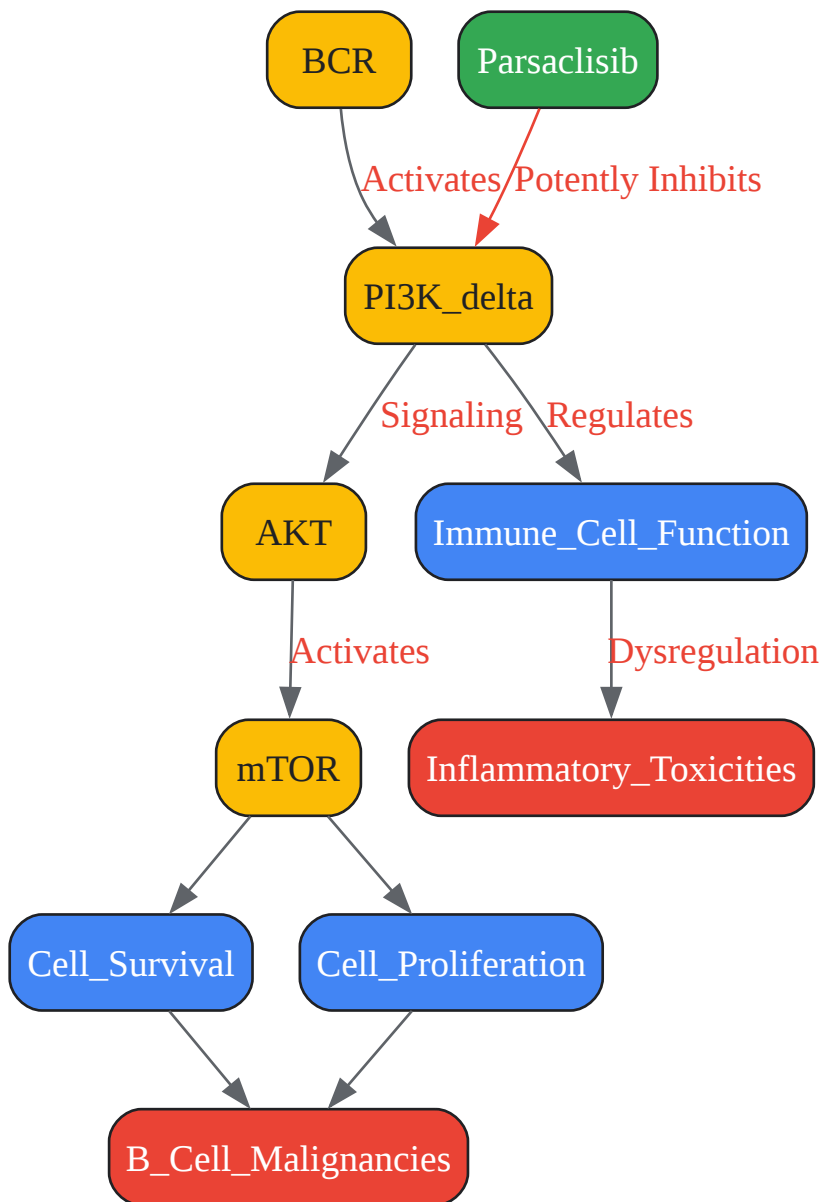 BCR
Parsaclisib
Activates
Potently Inhibits
PI3K_delta
Signaling
Regulates
AKT
Immune_Cell_Function
Activates
Dysregulation
mTOR
Inflammatory_Toxicities
Cell_Survival
Cell_Proliferation
B_Cell_Malignancies